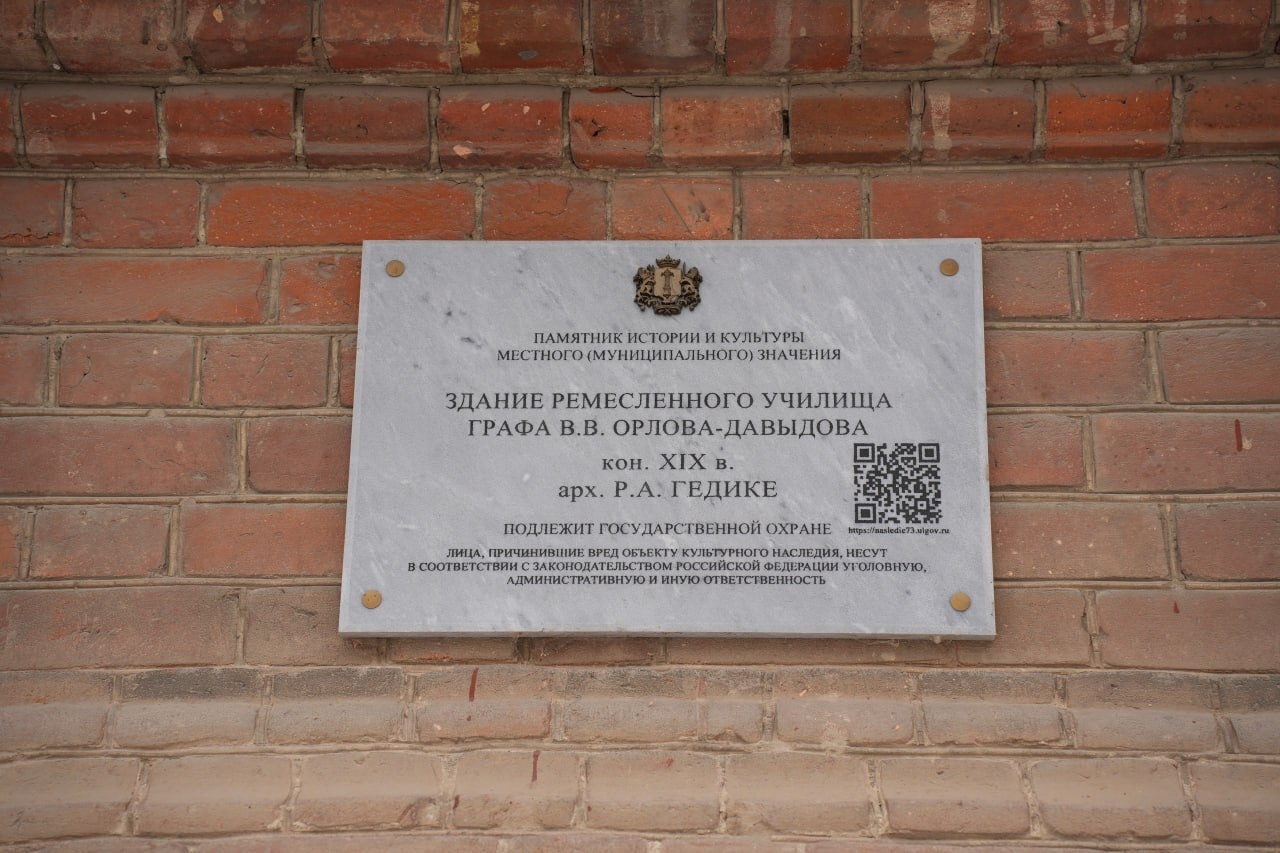 ПАМЯТНИК ИСТОРИИ И КУЛЬТУРЫ
МЕСТНОГО (МУНИЦИПАЛЬНОГО) ЗНАЧЕНИЯ
ЗДАНИЕ РЕМЕСЛЕННОГО УЧИЛИЩА
ГРАФА В.В. ОРЛОВА-ДАВЫДОВА
кон. XIX в.
арх. Р.А. ГЕДИКЕ
ПОДЛЕЖИТ ГОСУДАРСТВЕННОЙ ОХРАНЕ
https://nasledie73.ulgov.ru
ЛИЦА, ПРИЧИНИВШИЕ ВРЕД ОБЪЕКТУ КУЛЬТУРНОГО НАСЛЕДИЯ, НЕСУТ
В СООТВЕТСТВИИ С ЗАКОНОДАТЕЛЬСТВОМ РОССИЙСКОЙ ФЕДЕРАЦИИ УГОЛОВНУЮ,
АДМИНИСТРАТИВНУЮ И ИНУЮ ОТВЕТСТВЕННОСТЬ